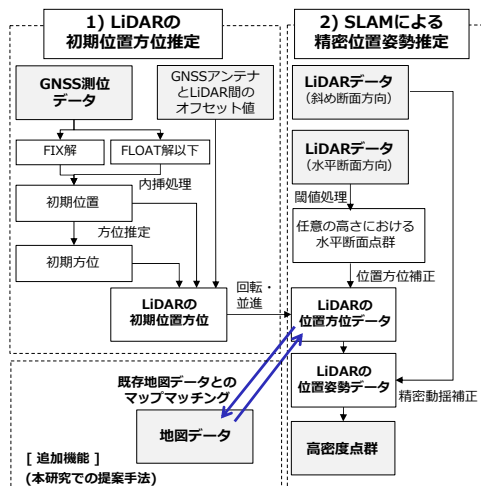 1) LiDARの
初期位置方位推定
GNSS測位
データ
GNSSアンテナ
とLiDAR間の
オフセット値
FIX解
FLOAT解以下
内挿処理
初期位置
方位推定
初期方位
LiDARの
初期位置方位
回転・
並進
2) SLAMによる
精密位置姿勢推定
LiDARデータ
（斜め断面方向）
LiDARデータ
（水平断面方向）
閾値処理
任意の高さにおける
水平断面点群
位置方位補正
LiDARの
位置方位データ
LiDARの
位置姿勢データ
精密動揺補正
高密度点群
既存地図データとの
マップマッチング
地図データ
[ 追加機能 ]
(本研究での提案手法)